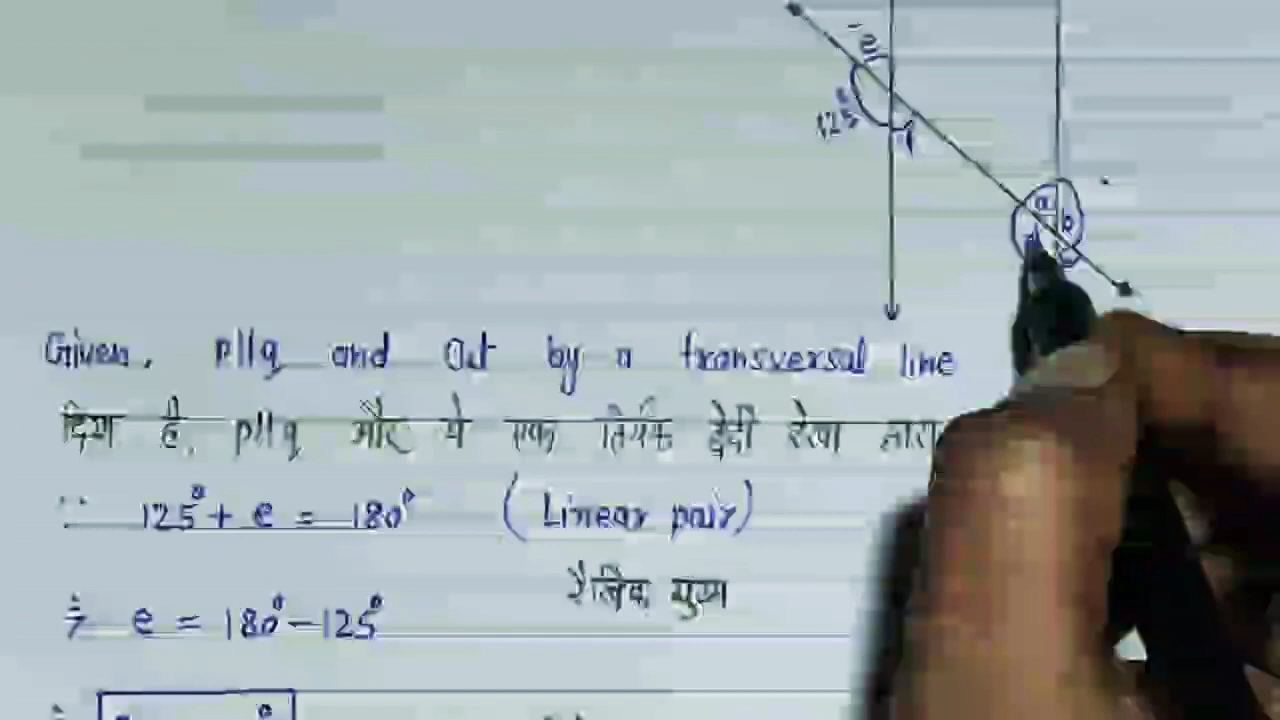 e
125°
f
a
b
d
Given, p||q and cut by a transversal line
दिया है, p||q और ये एक तिर्यक छेदी रेखा द्वारा
∵ 125° + e = 180° (Linear pair)
रैखिक युग्म
⇒ e = 180° - 125°